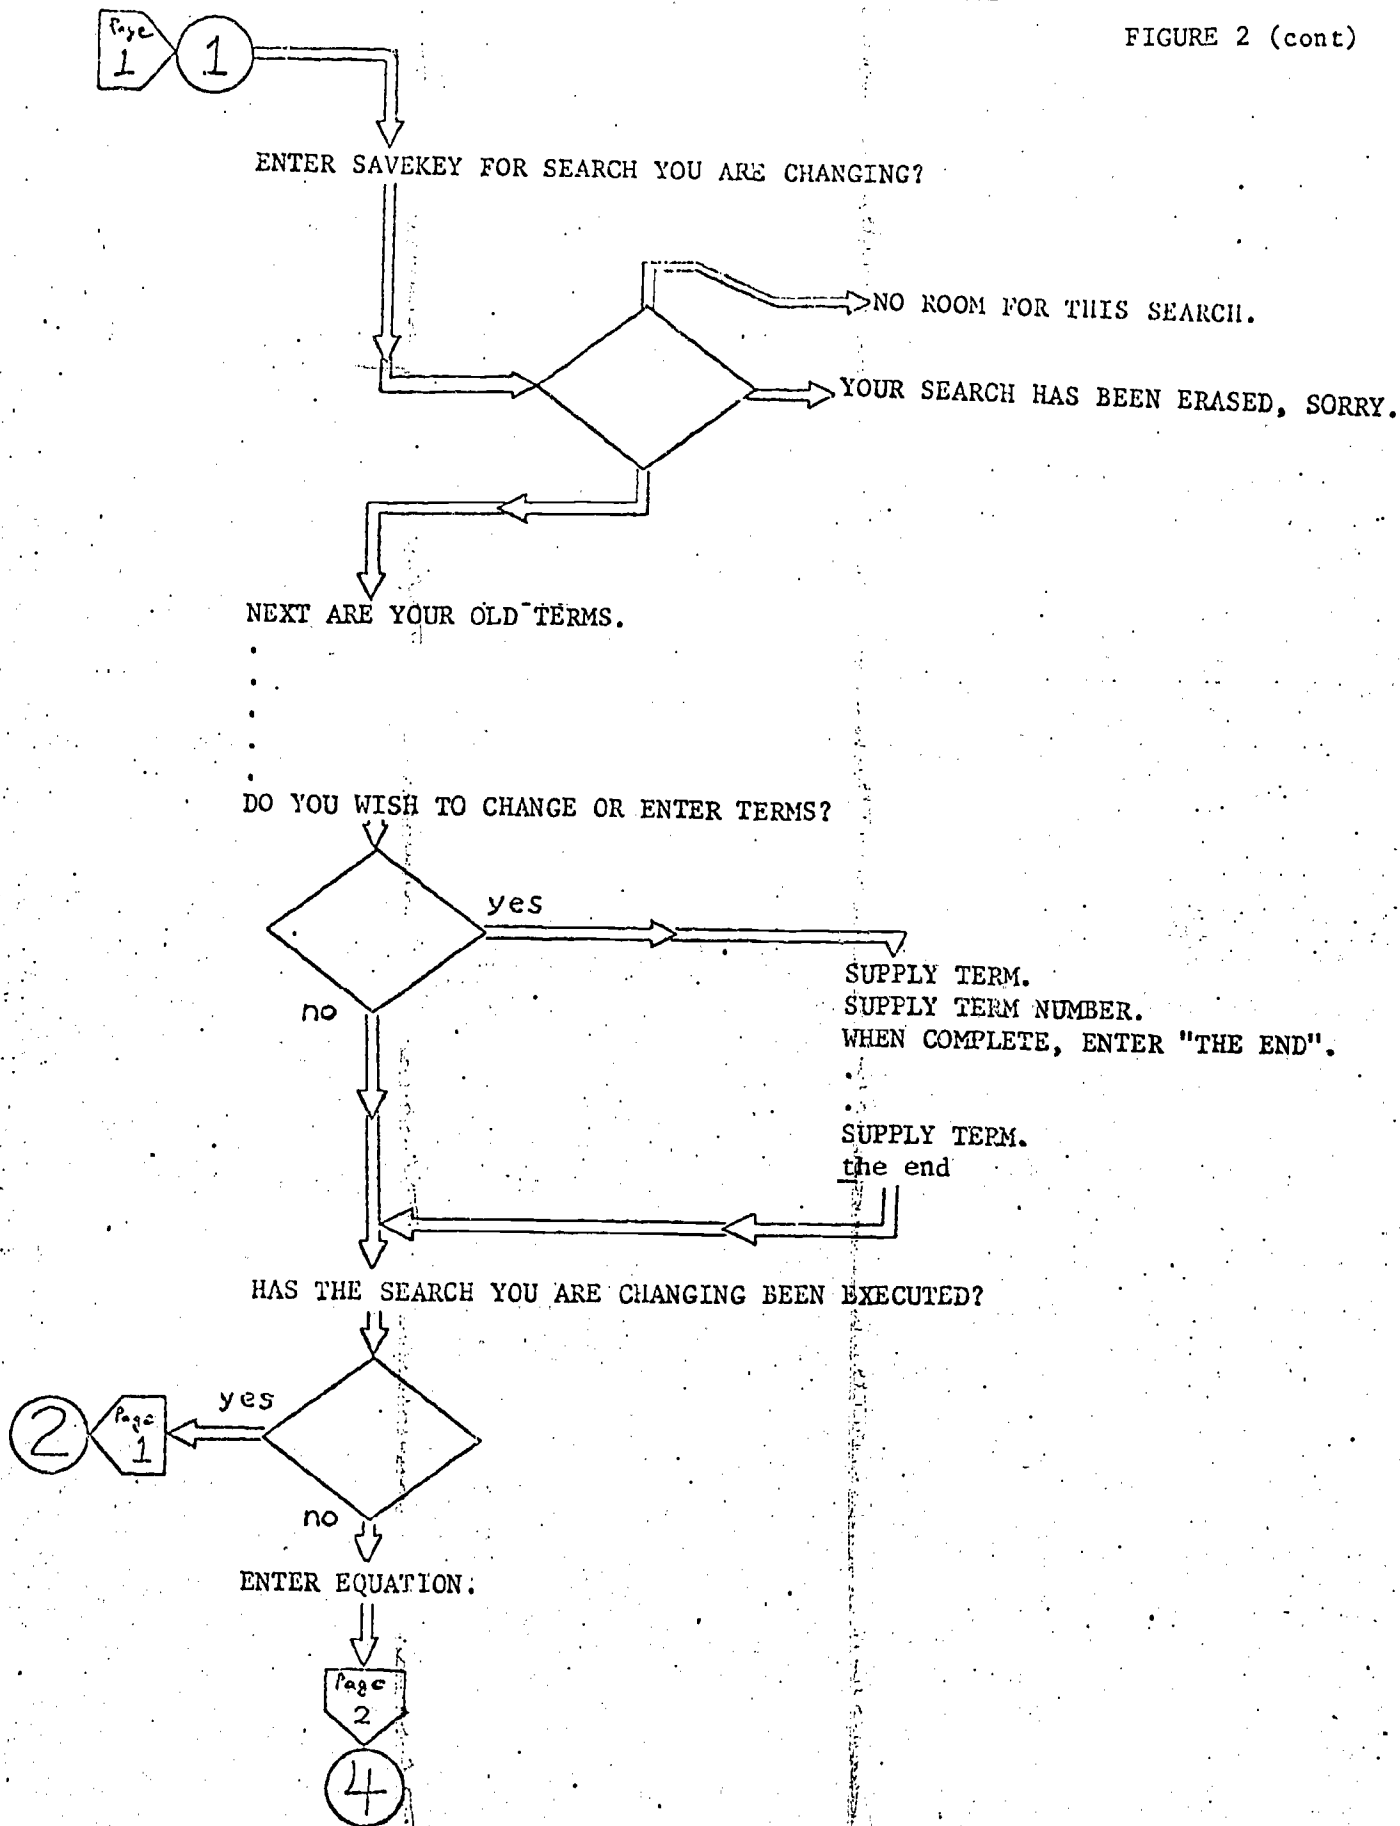 FIGURE 2 (cont)
Page
1
1
ENTER SAVEKEY FOR SEARCH YOU ARE CHANGING?
NO ROOM FOR THIS SEARCH.
YOUR SEARCH HAS BEEN ERASED, SORRY.
NEXT ARE YOUR OLD TERMS.
.
.
.
.
.
DO YOU WISH TO CHANGE OR ENTER TERMS?
yes
no
SUPPLY TERM.
SUPPLY TERM NUMBER.
WHEN COMPLETE, ENTER "THE END".
.
.
SUPPLY TERM.
the end
HAS THE SEARCH YOU ARE CHANGING BEEN EXECUTED?
yes
2
Page
1
no
ENTER EQUATION.
Page
2
4